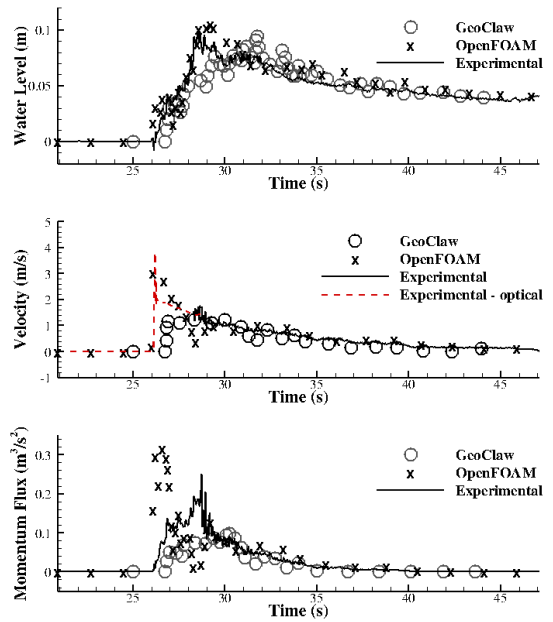 0.1
0.05
0
Water Level (m)
GeoClaw
OpenFOAM
Experimental
25 30 35 40 45
Time (s)
5
4
3
2
1
0
-1
Velocity (m/s)
GeoClaw
OpenFOAM
Experimental
Experimental - optical
25 30 35 40 45
Time (s)
0.3
0.2
0.1
0
Momentum Flux (m³/s²)
GeoClaw
OpenFOAM
Experimental
25 30 35 40 45
Time (s)